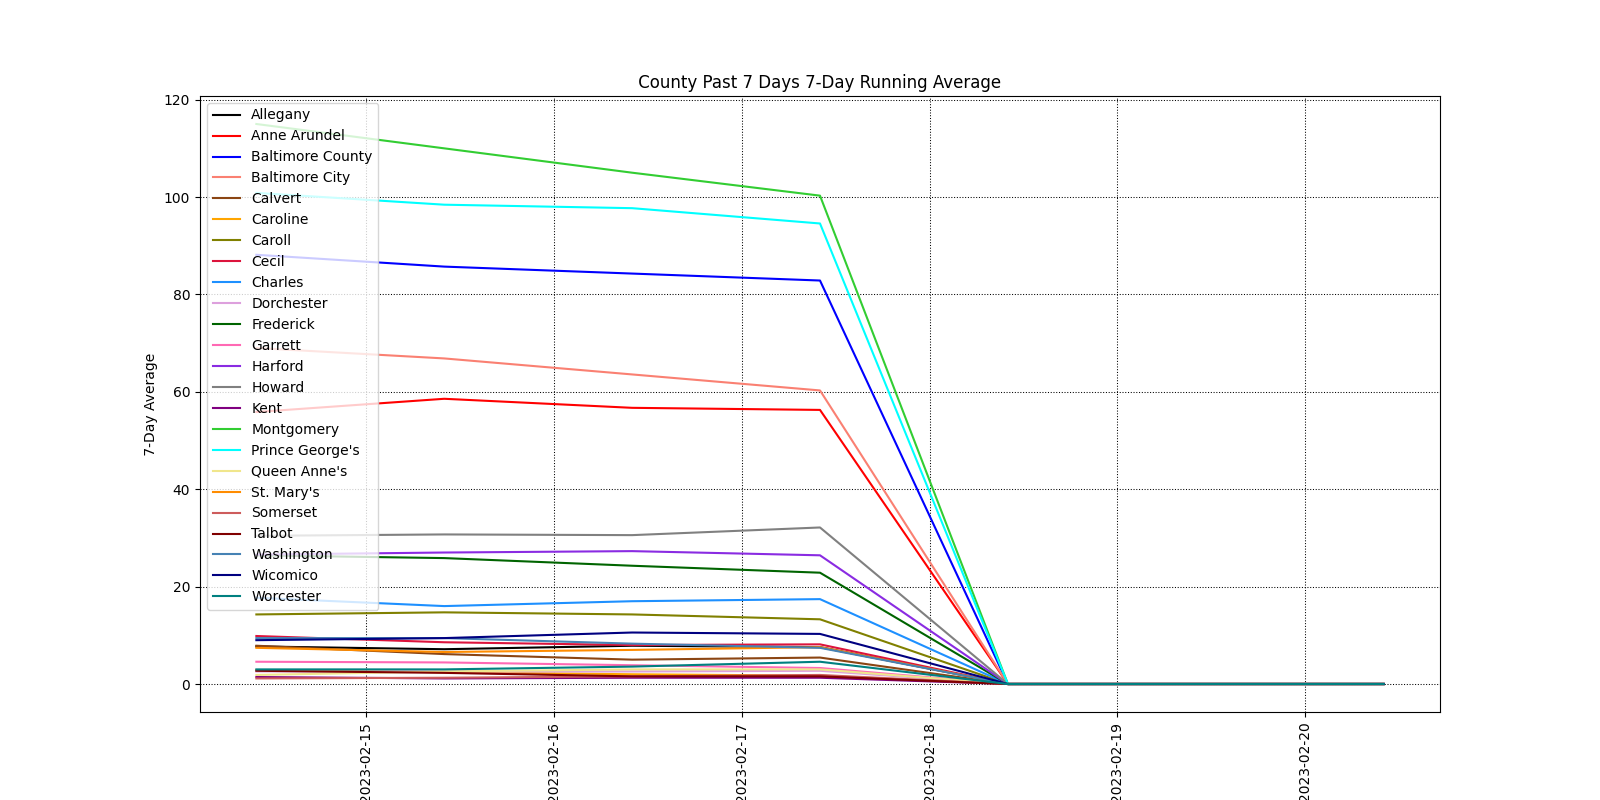 County Past 7 Days 7-Day Running Average
120
100
80
60
40
20
0
7-Day Average
Allegany
Anne Arundel
Baltimore County
Baltimore City
Calvert
Caroline
Caroll
Cecil
Charles
Dorchester
Frederick
Garrett
Harford
Howard
Kent
Montgomery
Prince George's
Queen Anne's
St. Mary's
Somerset
Talbot
Washington
Wicomico
Worcester
2023-02-15
2023-02-16
2023-02-17
2023-02-18
2023-02-19
2023-02-20